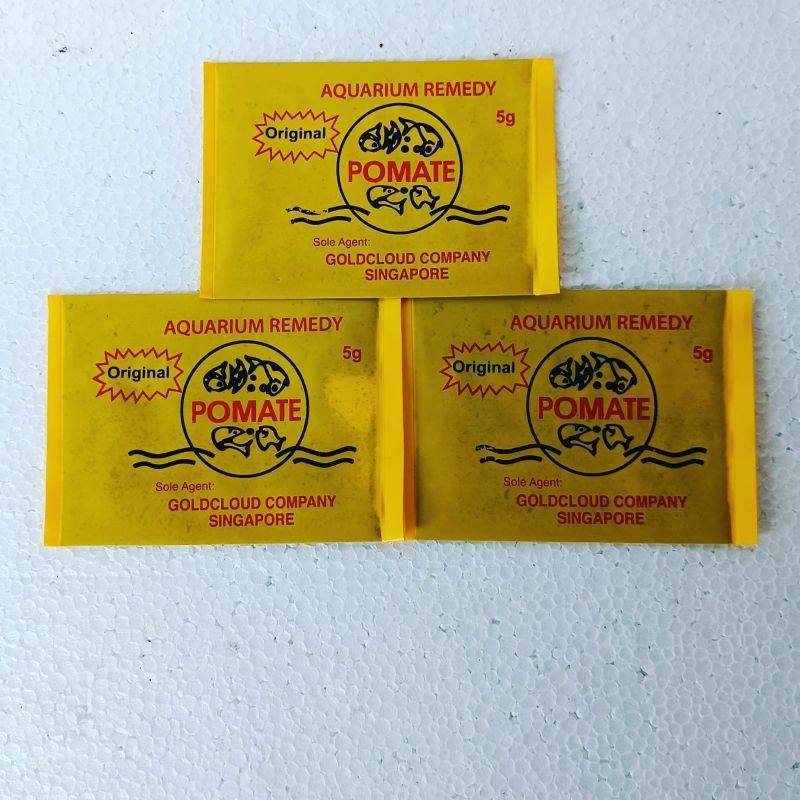 AQUARIUM REMEDY
Original
5g
POMATE
Sole Agent:
GOLDCLOUD COMPANY
SINGAPORE
AQUARIUM REMEDY
Original
5g
POMATE
Sole Agent:
GOLDCLOUD COMPANY
SINGAPORE
AQUARIUM REMEDY
Original
5g
POMATE
Sole Agent:
GOLDCLOUD COMPANY
SINGAPORE